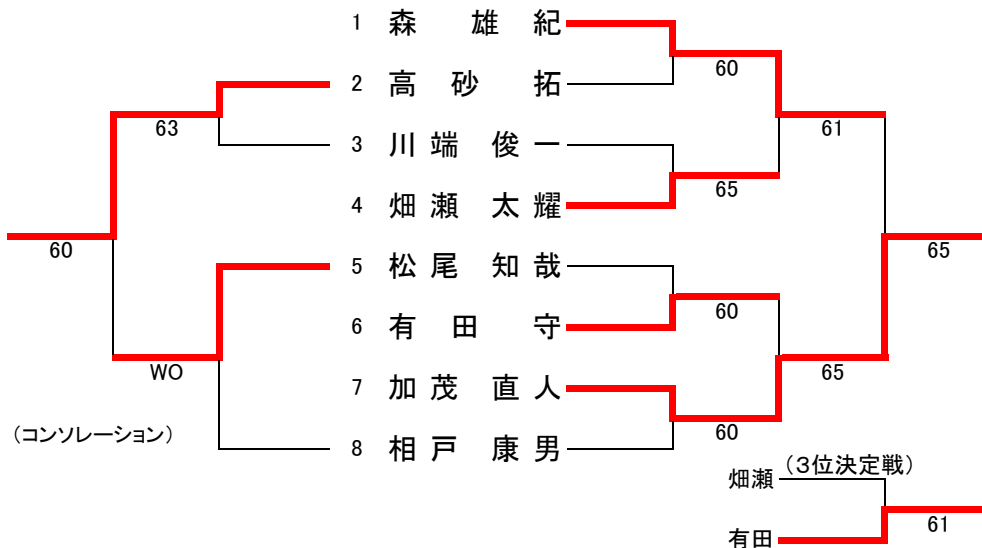 1 森 雄 紀
60
2 高 砂 拓
63
61
3 川 端 俊 一
65
4 畑 瀬 太 耀
60
65
5 松 尾 知 哉
60
6 有 田 守
WO
65
7 加 茂 直 人
(コンソレーション)
60
8 相 戸 康 男
(３位決定戦)
畑瀬
61
有田